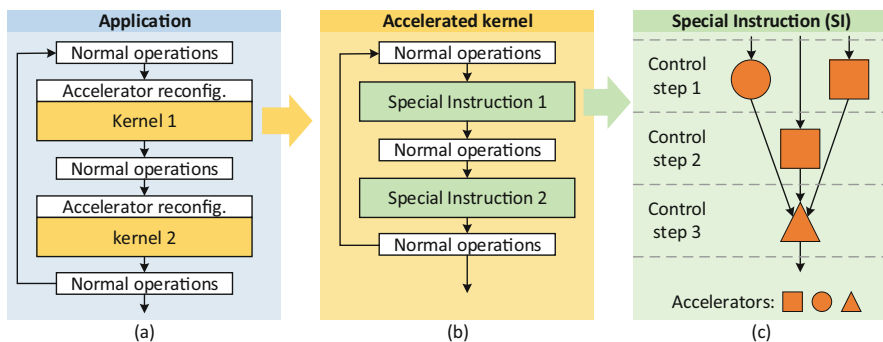 Application
Normal operations
Accelerator reconfig.
Kernel 1
Normal operations
Accelerator reconfig.
kernel 2
Normal operations
(a)
Accelerated kernel
Normal operations
Special Instruction 1
Normal operations
Special Instruction 2
Normal operations
(b)
Special Instruction (SI)
Control
step 1
Control
step 2
Control
step 3
Accelerators:
(c)